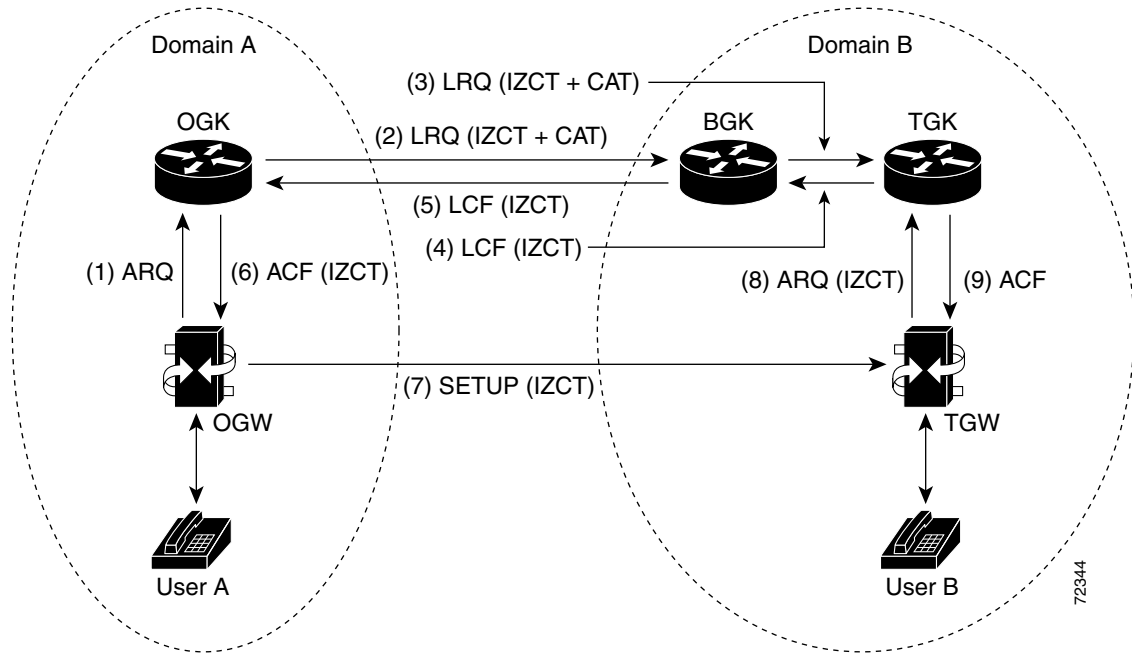 Domain A
Domain B
(3) LRQ (IZCT + CAT)
OGK
(2) LRQ (IZCT + CAT)
BGK
TGK
(5) LCF (IZCT)
(4) LCF (IZCT)
(1) ARQ
(6) ACF (IZCT)
(8) ARQ (IZCT)
(9) ACF
(7) SETUP (IZCT)
OGW
TGW
User A
User B
72344